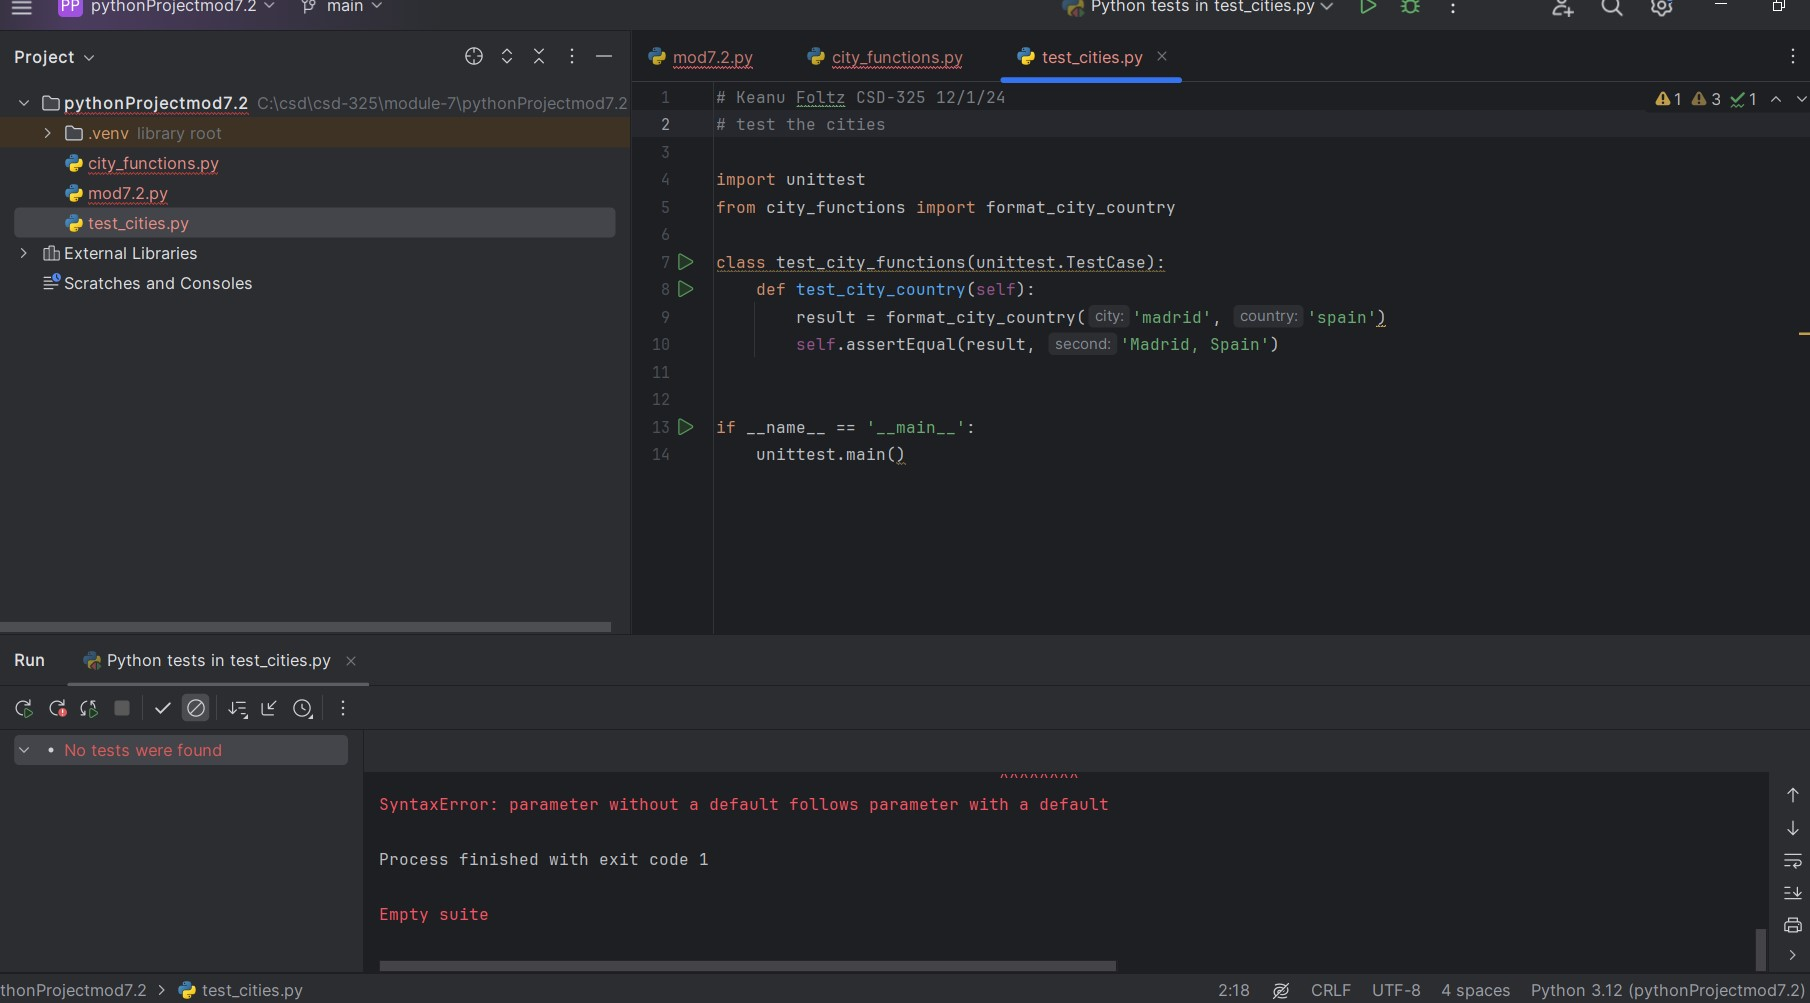 PP pythonProjectmod7.2 main Python tests in test_cities.py
Project
mod7.2.py city_functions.py test_cities.py
pythonProjectmod7.2 C:\csd\csd-325\module-7\pythonProjectmod7.2
.venv library root
city_functions.py
mod7.2.py
test_cities.py
External Libraries
Scratches and Consoles
1 # Keanu Foltz CSD-325 12/1/24
1 3 1
2 # test the cities
3
4 import unittest
5 from city_functions import format_city_country
6
7 class test_city_functions(unittest.TestCase):
8 def test_city_country(self):
9 result = format_city_country( city: 'madrid', country: 'spain')
10 self.assertEqual(result, second: 'Madrid, Spain')
11
12
13 if __name__ == '__main__':
14 unittest.main()
Run Python tests in test_cities.py
No tests were found
^^^^^^^^
SyntaxError: parameter without a default follows parameter with a default
Process finished with exit code 1
Empty suite
thonProjectmod7.2 > test_cities.py 2:18 CRLF UTF-8 4 spaces Python 3.12 (pythonProjectmod7.2)